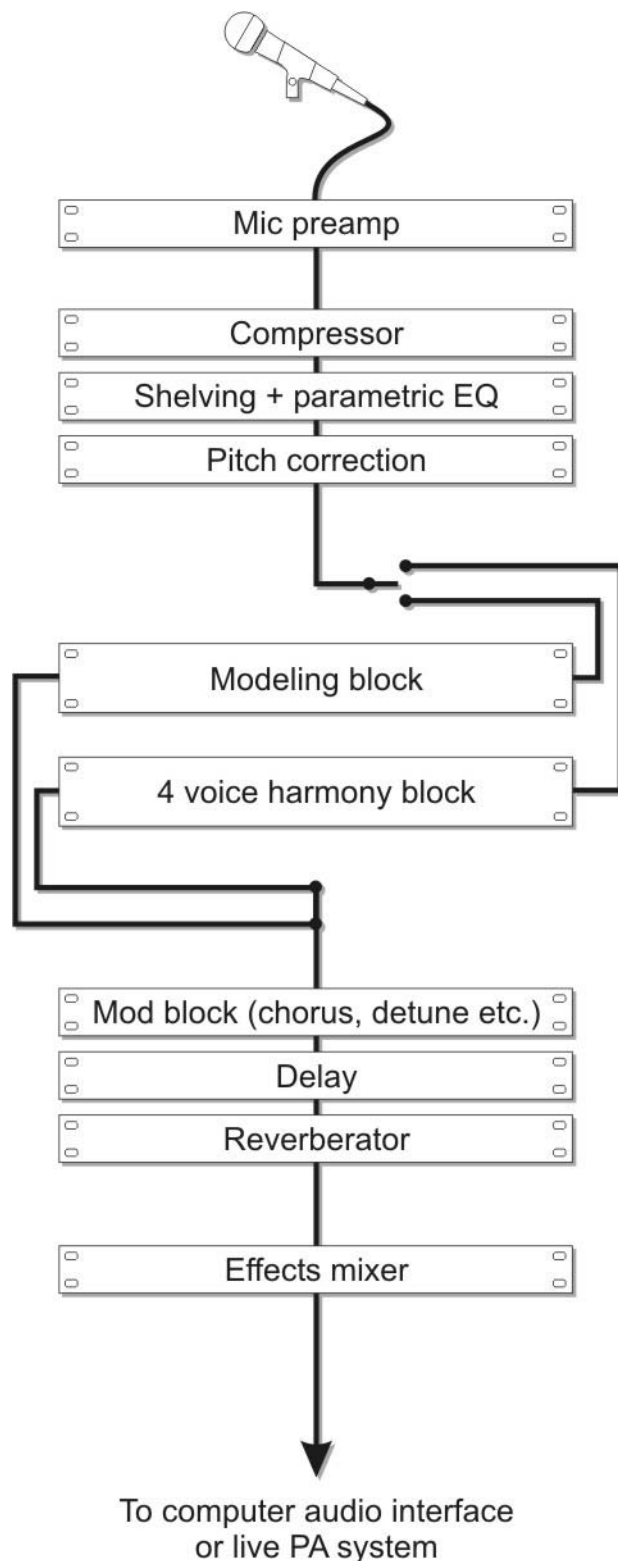 Mic preamp
Compressor
Shelving + parametric EQ
Pitch correction
Modeling block
4 voice harmony block
Mod block (chorus, detune etc.)
Delay
Reverberator
Effects mixer
To computer audio interface
or live PA system